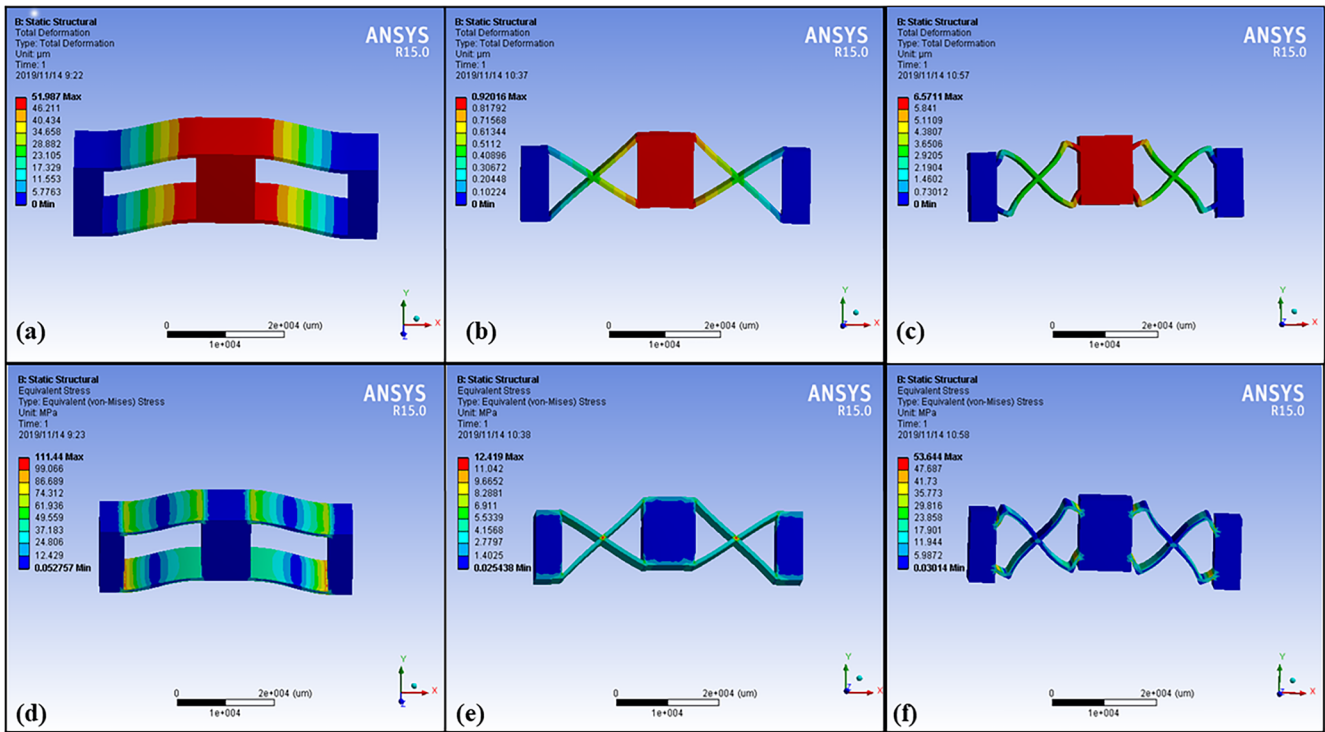 B: Static Structural
Total Deformation
Type: Total Deformation
Unit: µm
Time: 1
2019/11/14 9:22
ANSYS
R15.0
51.987 Max
46.211
40.434
34.658
28.882
23.105
17.329
11.553
5.7763
0 Min
Y
X
Z
0
2e+004 (um)
1e+004
(a)
B: Static Structural
Total Deformation
Type: Total Deformation
Unit: µm
Time: 1
2019/11/14 10:37
ANSYS
R15.0
0.92016 Max
0.81792
0.71568
0.61344
0.5112
0.40896
0.30672
0.20448
0.10224
0 Min
Y
X
0
2e+004 (um)
1e+004
(b)
B: Static Structural
Total Deformation
Type: Total Deformation
Unit: µm
Time: 1
2019/11/14 10:57
ANSYS
R15.0
6.5711 Max
5.841
5.1109
4.3807
3.6506
2.9205
2.1904
1.4602
0.73012
0 Min
Y
X
0
2e+004 (um)
1e+004
(c)
B: Static Structural
Equivalent Stress
Type: Equivalent (von-Mises) Stress
Unit: MPa
Time: 1
2019/11/14 9:23
ANSYS
R15.0
111.44 Max
99.066
86.689
74.312
61.936
49.559
37.183
24.806
12.429
0.052757 Min
Y
X
0
2e+004 (um)
1e+004
(d)
B: Static Structural
Equivalent Stress
Type: Equivalent (von-Mises) Stress
Unit: MPa
Time: 1
2019/11/14 10:38
ANSYS
R15.0
12.419 Max
11.042
9.6652
8.2881
6.911
5.5339
4.1568
2.7797
1.4025
0.025438 Min
Y
X
0
2e+004 (um)
1e+004
(e)
B: Static Structural
Equivalent Stress
Type: Equivalent (von-Mises) Stress
Unit: MPa
Time: 1
2019/11/14 10:58
ANSYS
R15.0
53.644 Max
47.687
41.73
35.773
29.816
23.858
17.901
11.944
5.9872
0.03014 Min
Y
X
0
2e+004 (um)
1e+004
(f)